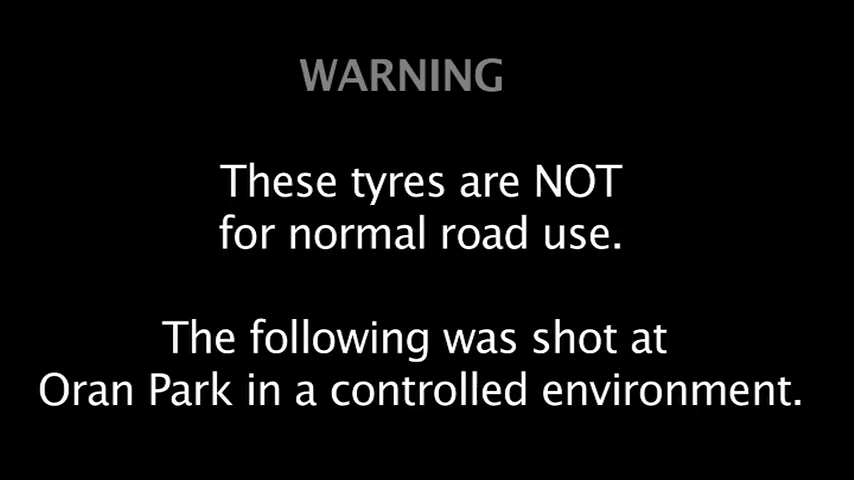 WARNING
These tyres are NOT
for normal road use.
The following was shot at
Oran Park in a controlled environment.